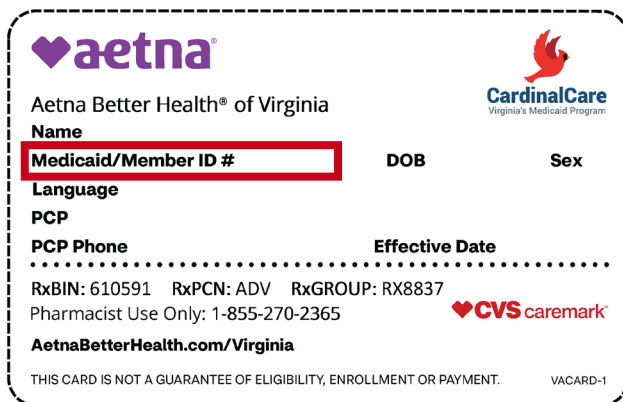 aetna®
CardinalCare
Virginia's Medicaid Program
Aetna Better Health® of Virginia
Name
Medicaid/Member ID # DOB Sex
Language
PCP
PCP Phone Effective Date
RxBIN: 610591 RxPCN: ADV RxGROUP: RX8837
Pharmacist Use Only: 1-855-270-2365
CVS caremark®
AetnaBetterHealth.com/Virginia
THIS CARD IS NOT A GUARANTEE OF ELIGIBILITY, ENROLLMENT OR PAYMENT. VACARD-1